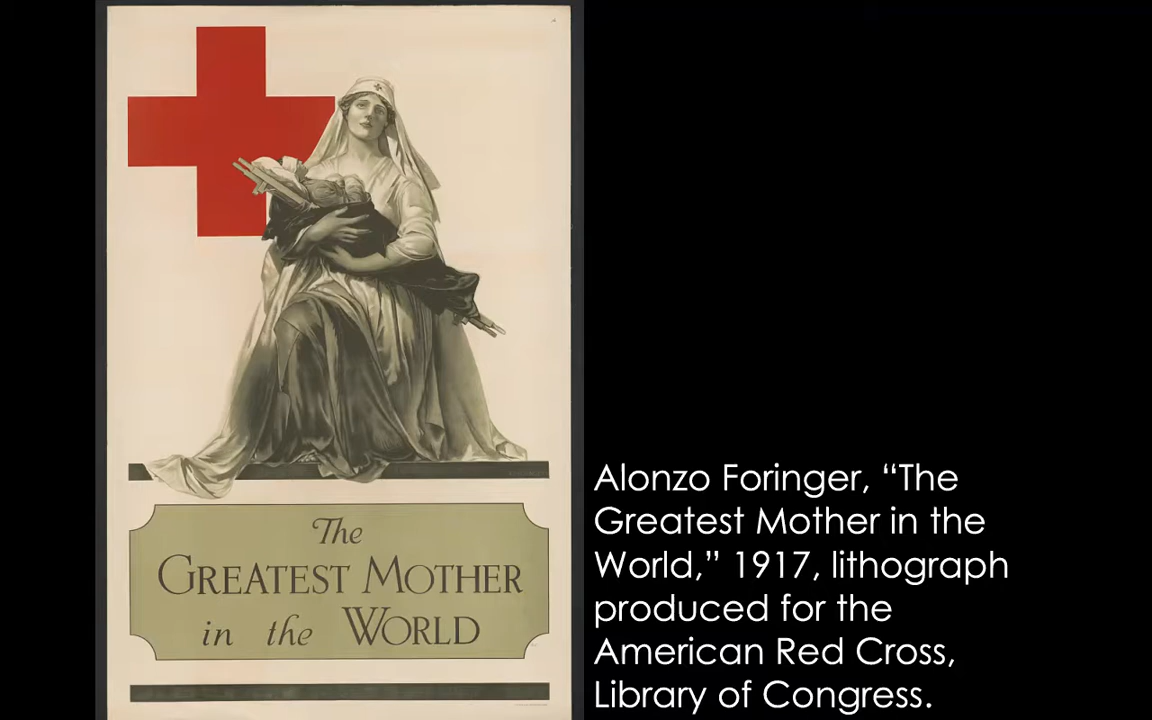 The
GREATEST MOTHER
in the WORLD
Alonzo Foringer, “The
Greatest Mother in the
World,” 1917, lithograph
produced for the
American Red Cross,
Library of Congress.